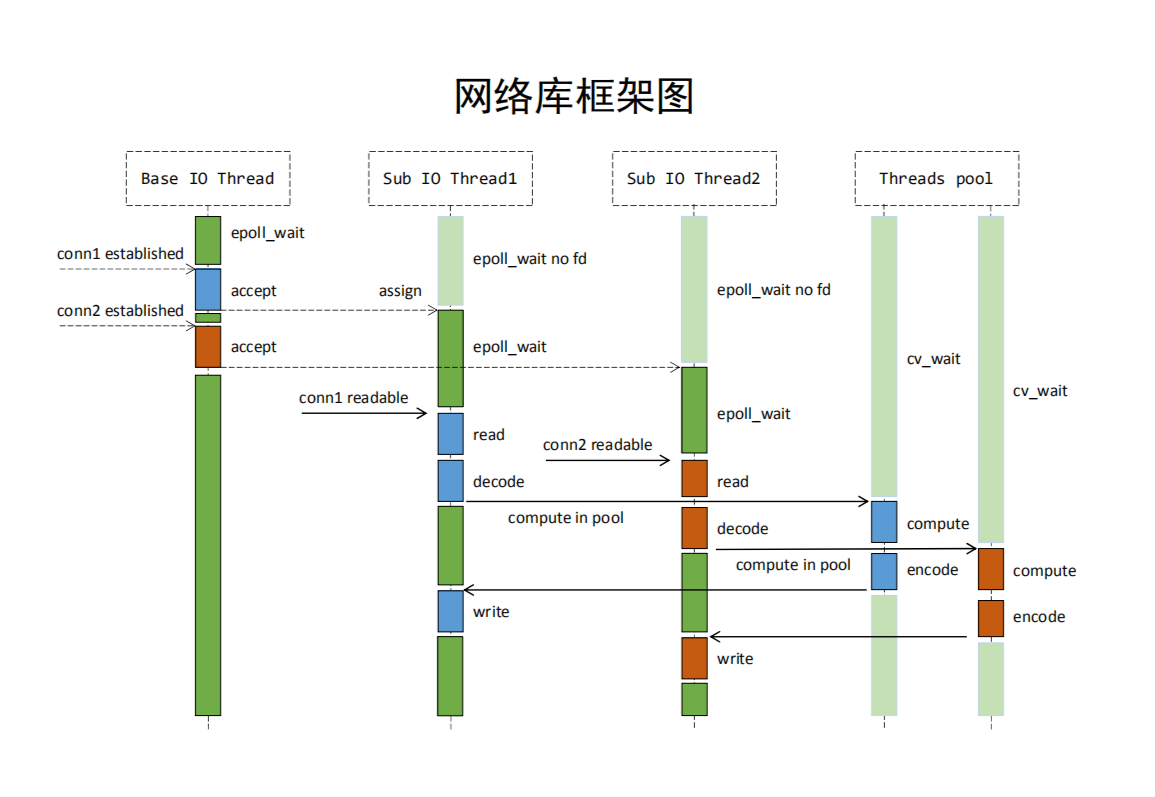 网络库框架图
Base IO Thread
Sub IO Thread1
Sub IO Thread2
Threads pool
epoll_wait
conn1 established
epoll_wait no fd
accept
assign
epoll_wait no fd
conn2 established
accept
epoll_wait
cv_wait
cv_wait
conn1 readable
epoll_wait
read
conn2 readable
decode
read
compute in pool
compute
decode
compute in pool
encode
compute
write
encode
write